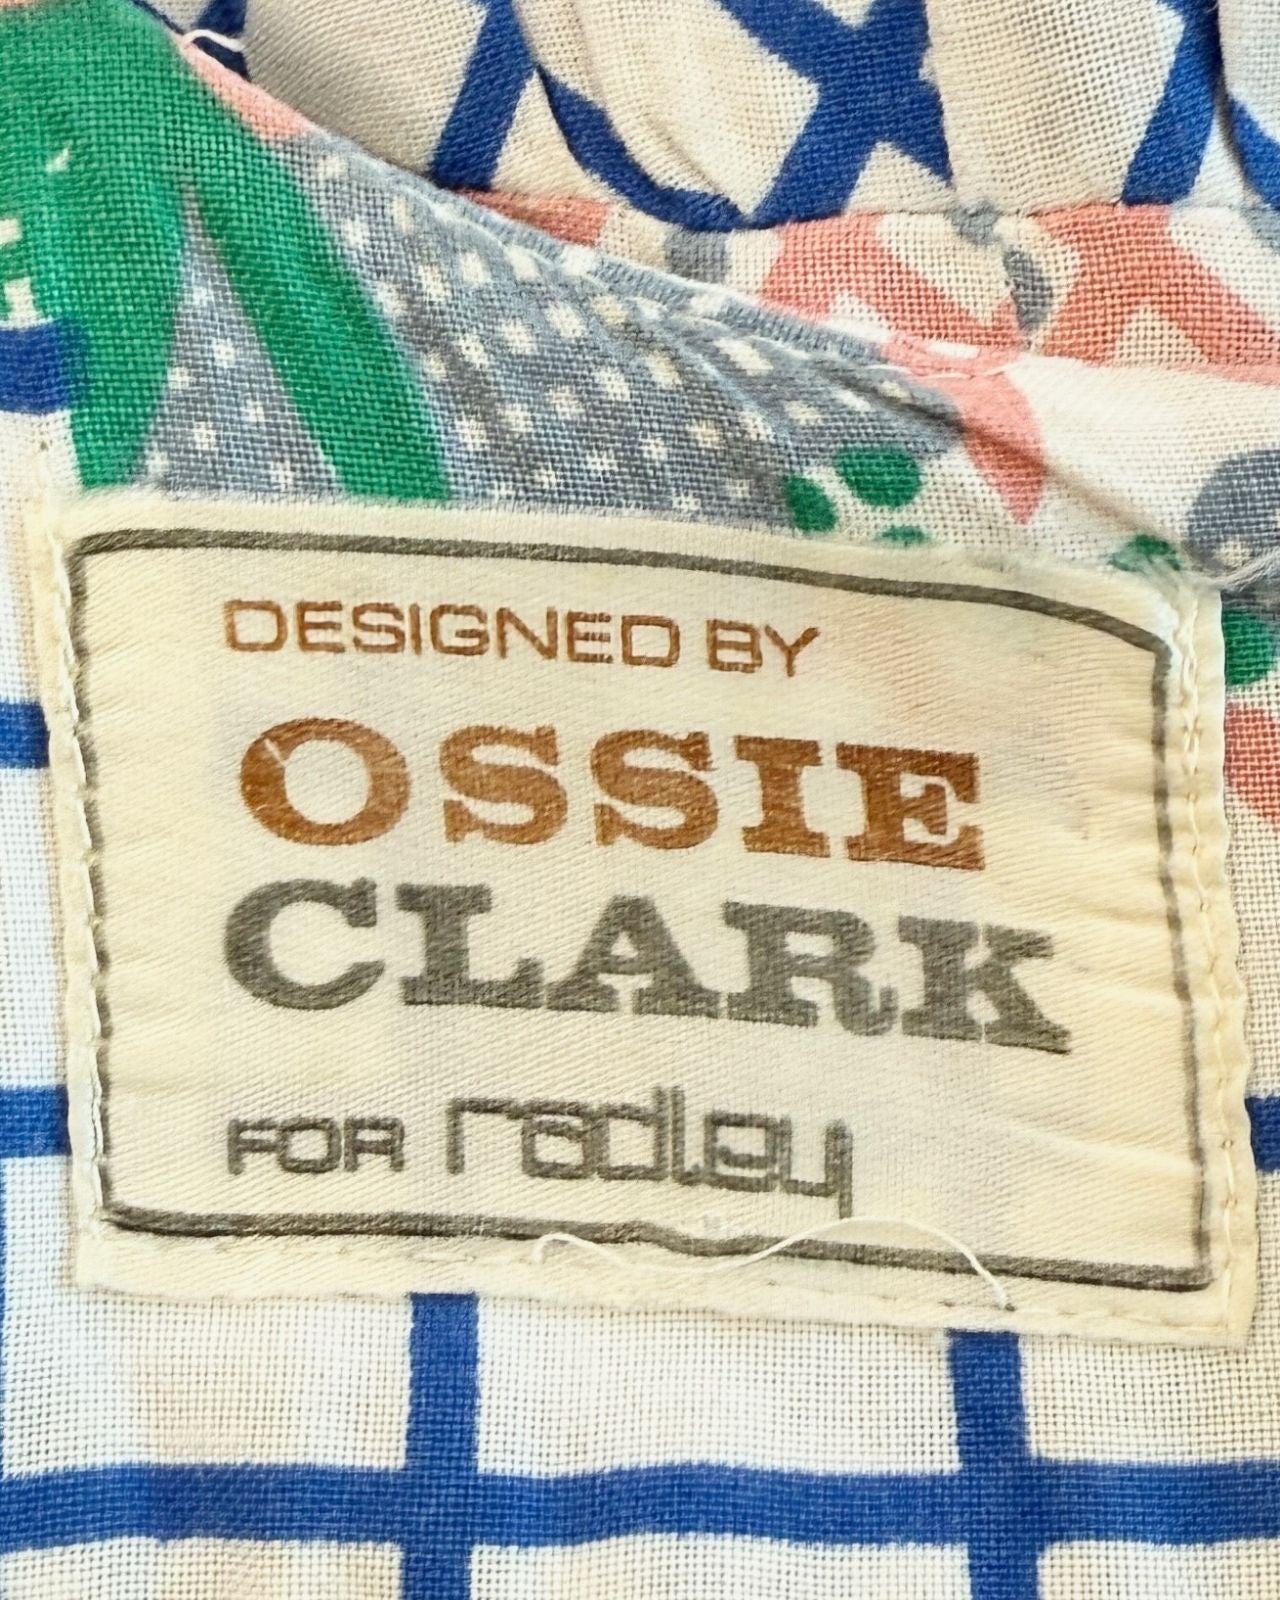 DESIGNED BY
OSSIE
CLARK
FOR radley